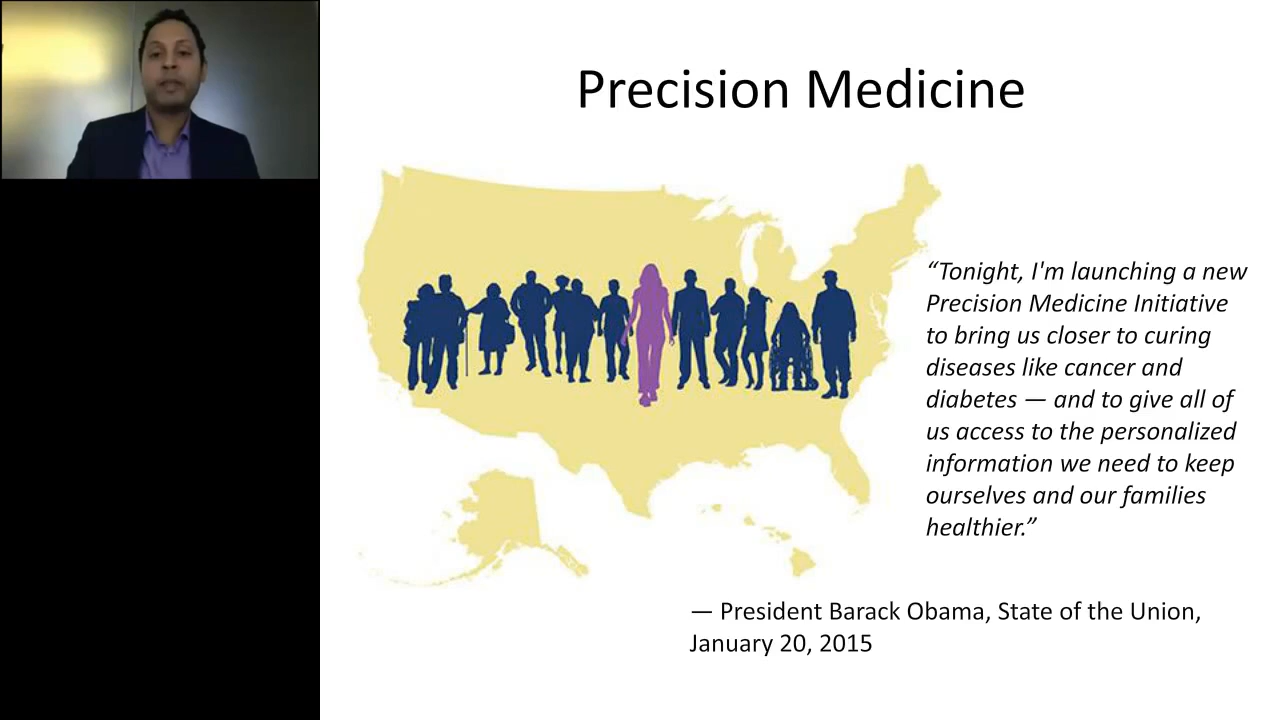 Precision Medicine
“Tonight, I'm launching a new
Precision Medicine Initiative
to bring us closer to curing
diseases like cancer and
diabetes — and to give all of
us access to the personalized
information we need to keep
ourselves and our families
healthier.”
— President Barack Obama, State of the Union,
January 20, 2015